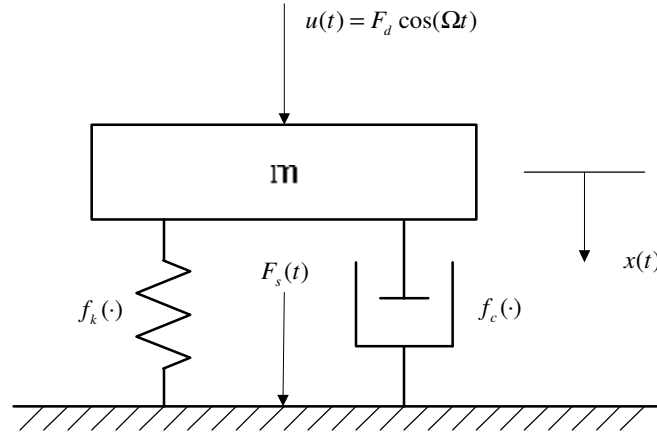 u(t) = F_d cos(Ωt)
m
x(t)
F_s(t)
f_k(·)
f_c(·)